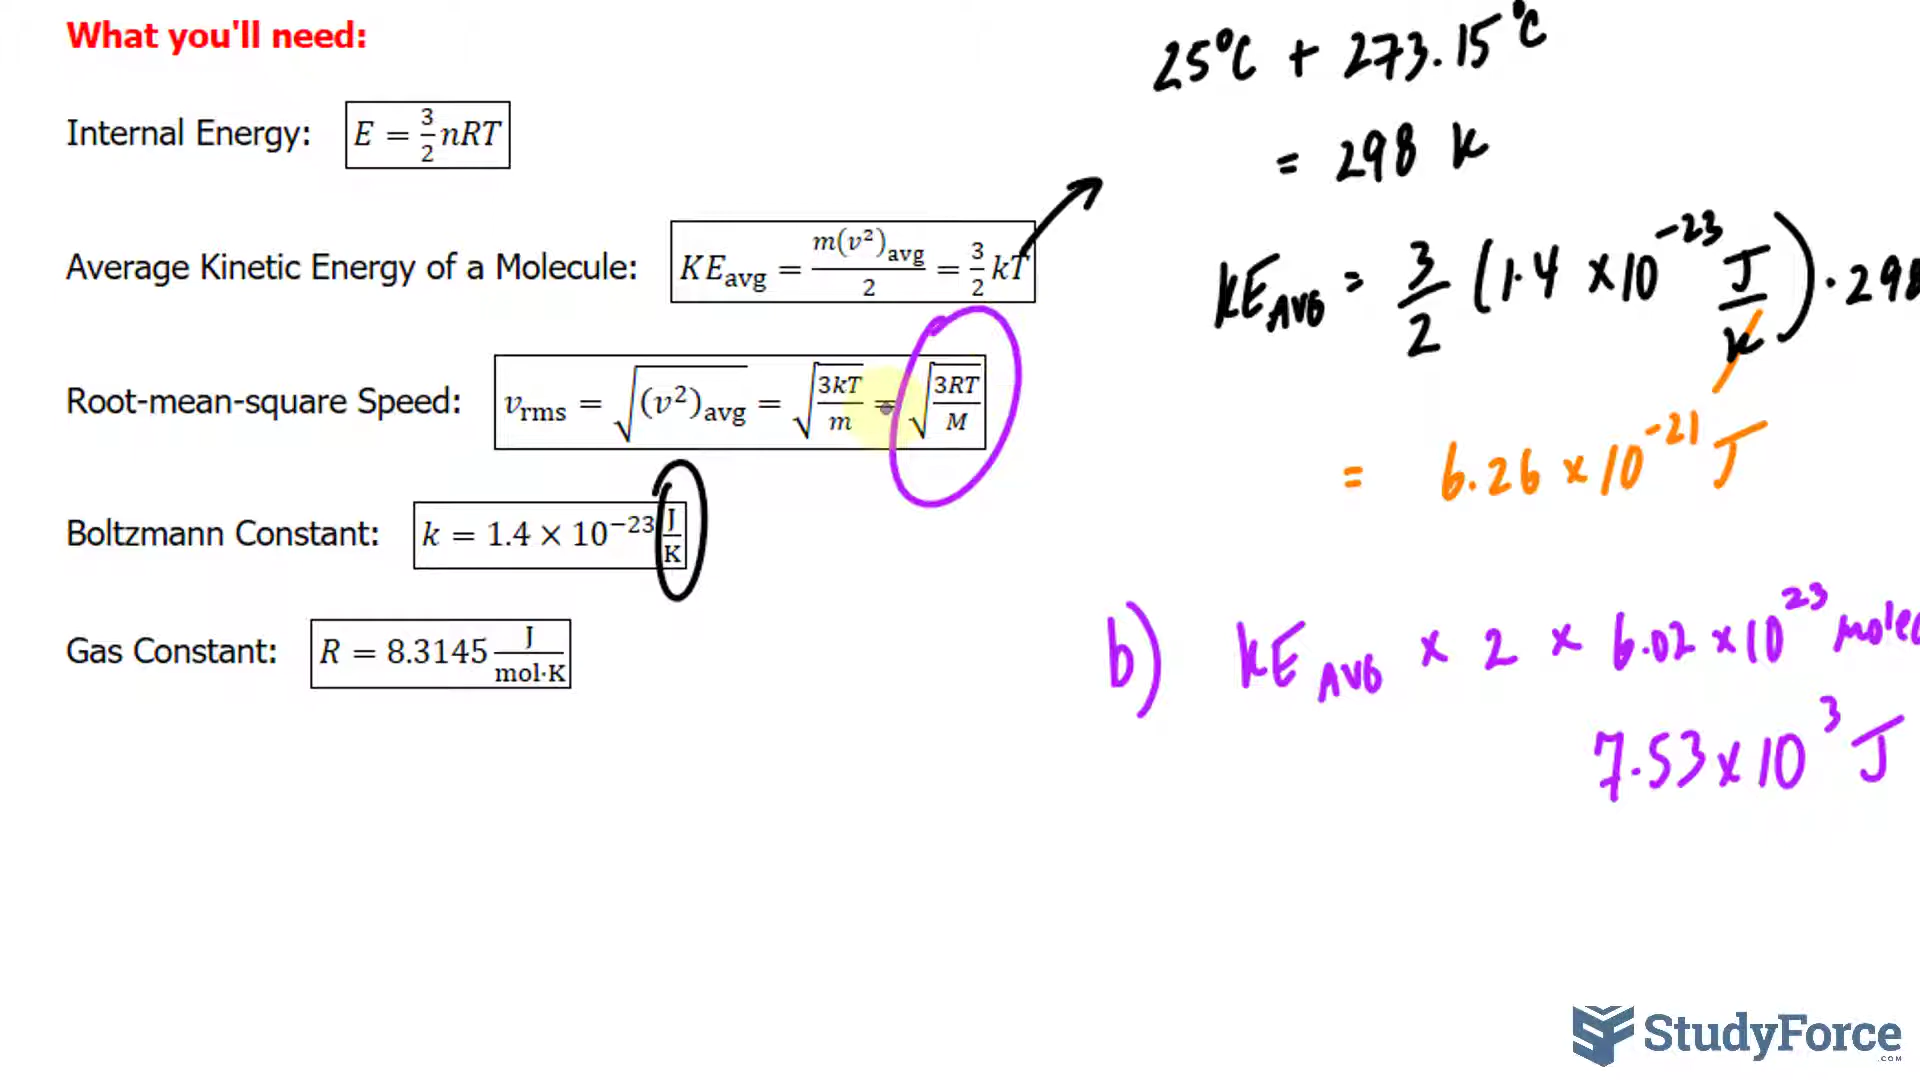 What you'll need:
Internal Energy: E = 3/2 nRT
Average Kinetic Energy of a Molecule: KE_avg = m(v²)_avg / 2 = 3/2 kT
Root-mean-square Speed: v_rms = √(v²)_avg = √(3kT/m) = √(3RT/M)
Boltzmann Constant: k = 1.4 × 10⁻²³ J/K
Gas Constant: R = 8.3145 J/mol·K
25°C + 273.15°C
= 298 K
KE_AVG = 3/2 (1.4 × 10⁻²³ J/K) · 298
= 6.26 × 10⁻²¹ J
b) KE_AVG × 2 × 6.02 × 10²³ molec
7.53 × 10³ J
StudyForce
.COM